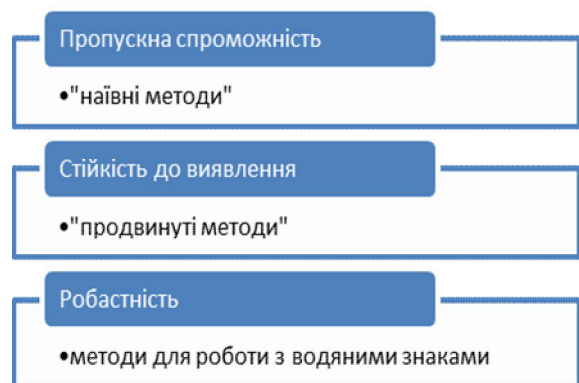 Пропускна спроможність
•"наївні методи"
Стійкість до виявлення
•"продвинуті методи"
Робастність
•методи для роботи з водяними знаками